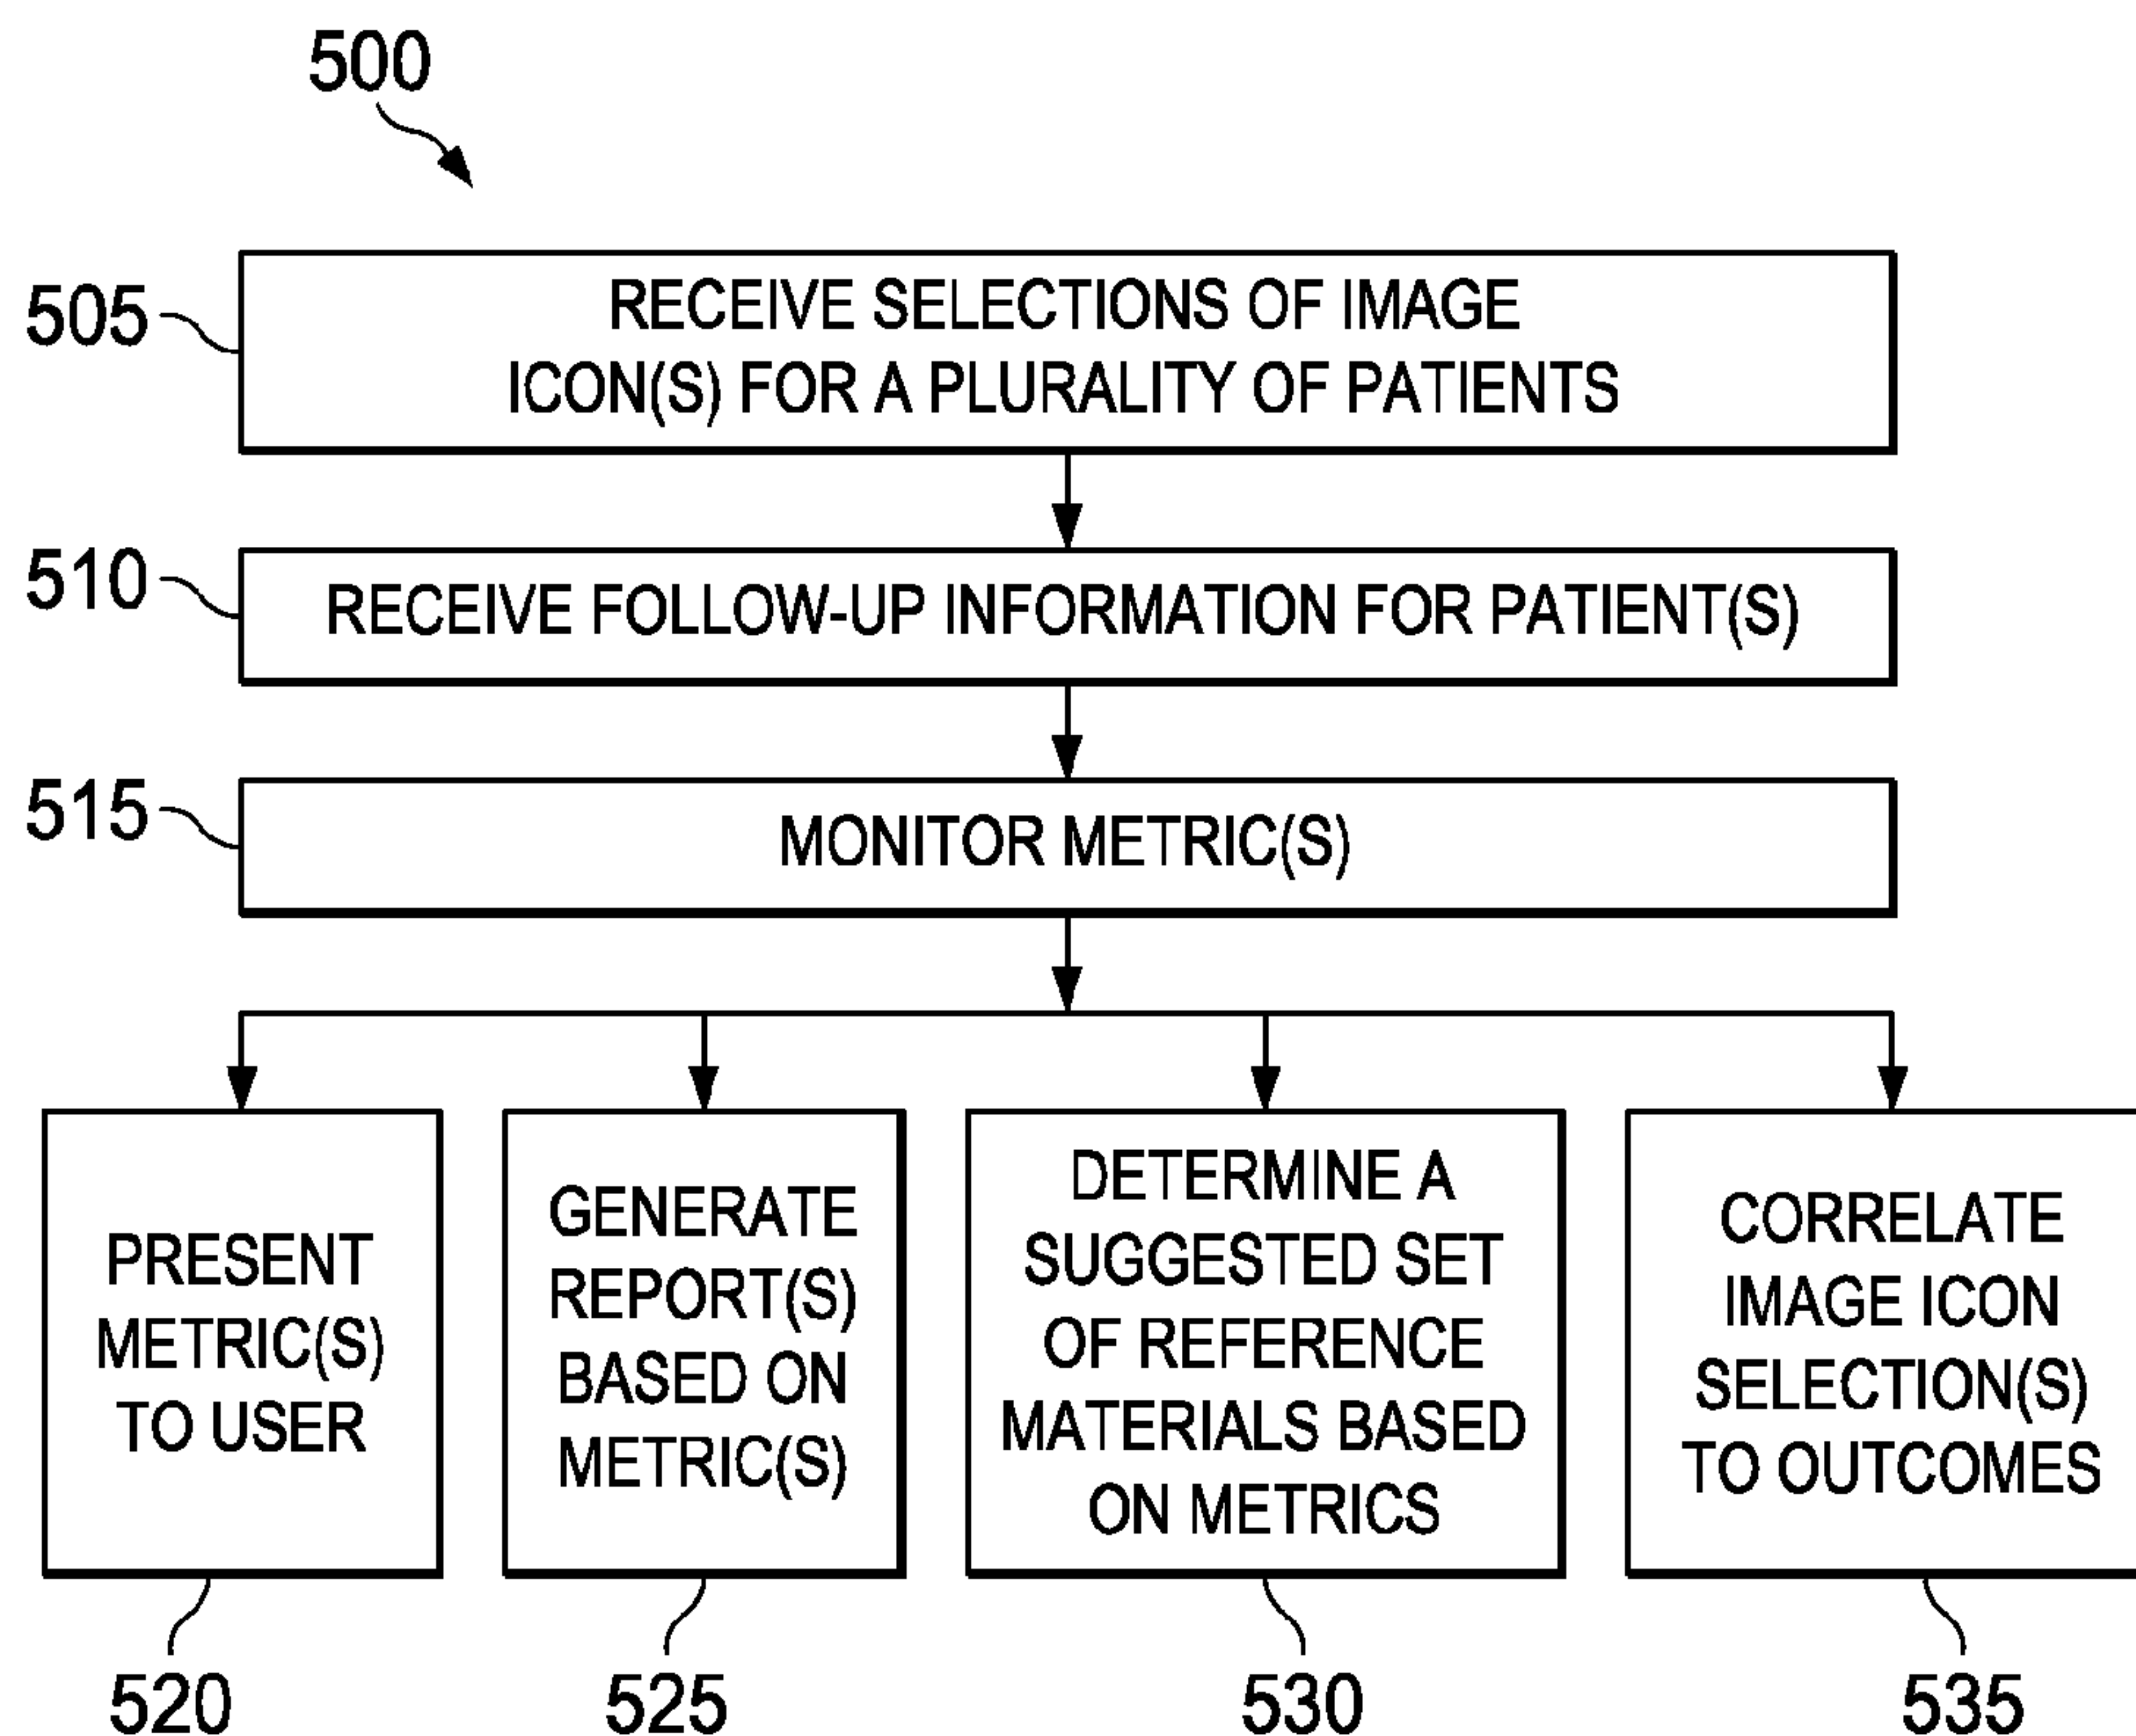 500
505
RECEIVE SELECTIONS OF IMAGE
ICON(S) FOR A PLURALITY OF PATIENTS
510
RECEIVE FOLLOW-UP INFORMATION FOR PATIENT(S)
515
MONITOR METRIC(S)
PRESENT
METRIC(S)
TO USER
GENERATE
REPORT(S)
BASED ON
METRIC(S)
DETERMINE A
SUGGESTED SET
OF REFERENCE
MATERIALS BASED
ON METRICS
CORRELATE
IMAGE ICON
SELECTION(S)
TO OUTCOMES
520
525
530
535